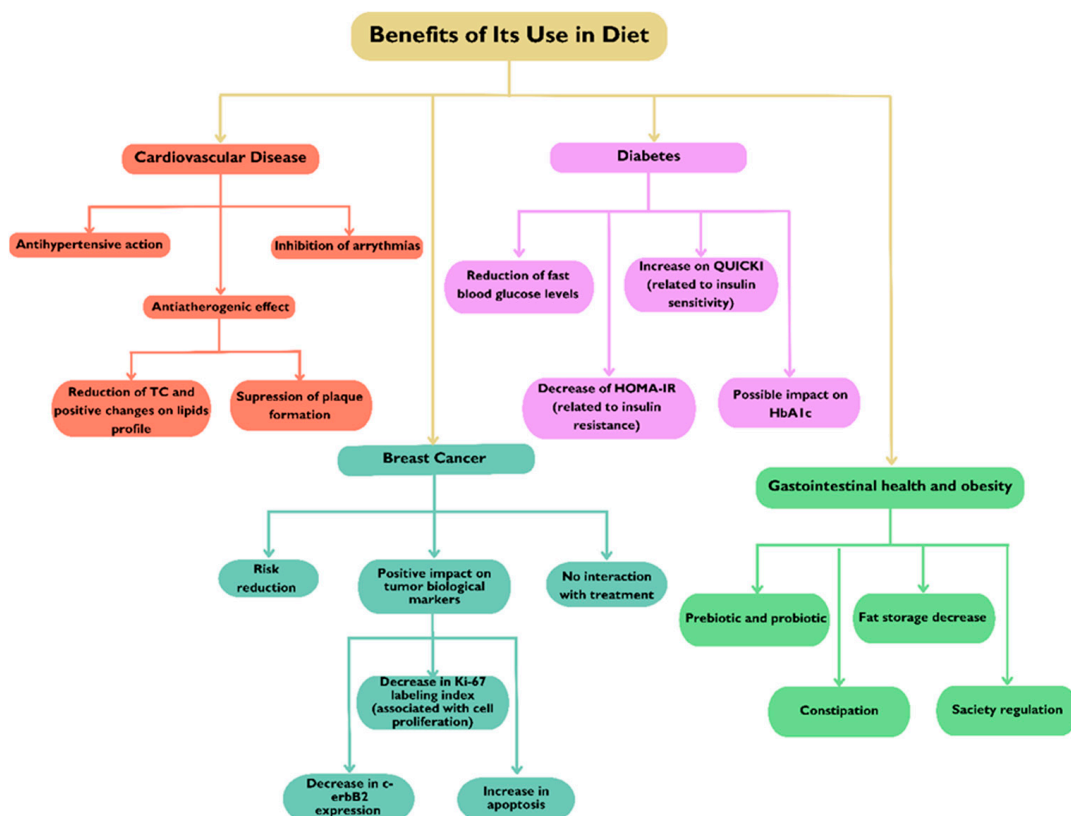 Benefits of Its Use in Diet
Cardiovascular Disease
Antihypertensive action
Inhibition of arrythmias
Antiatherogenic effect
Reduction of TC and
positive changes on lipids
profile
Supression of plaque
formation
Diabetes
Reduction of fast
blood glucose levels
Increase on QUICKI
(related to insulin
sensitivity)
Decrease of HOMA-IR
(related to insulin
resistance)
Possible impact on
HbA1c
Breast Cancer
Risk
reduction
Positive impact on
tumor biological
markers
No interaction
with treatment
Decrease in Ki-67
labeling index
(associated with cell
proliferation)
Decrease in c-
erbB2
expression
Increase in
apoptosis
Gastointestinal health and obesity
Prebiotic and probiotic
Fat storage decrease
Constipation
Saciety regulation